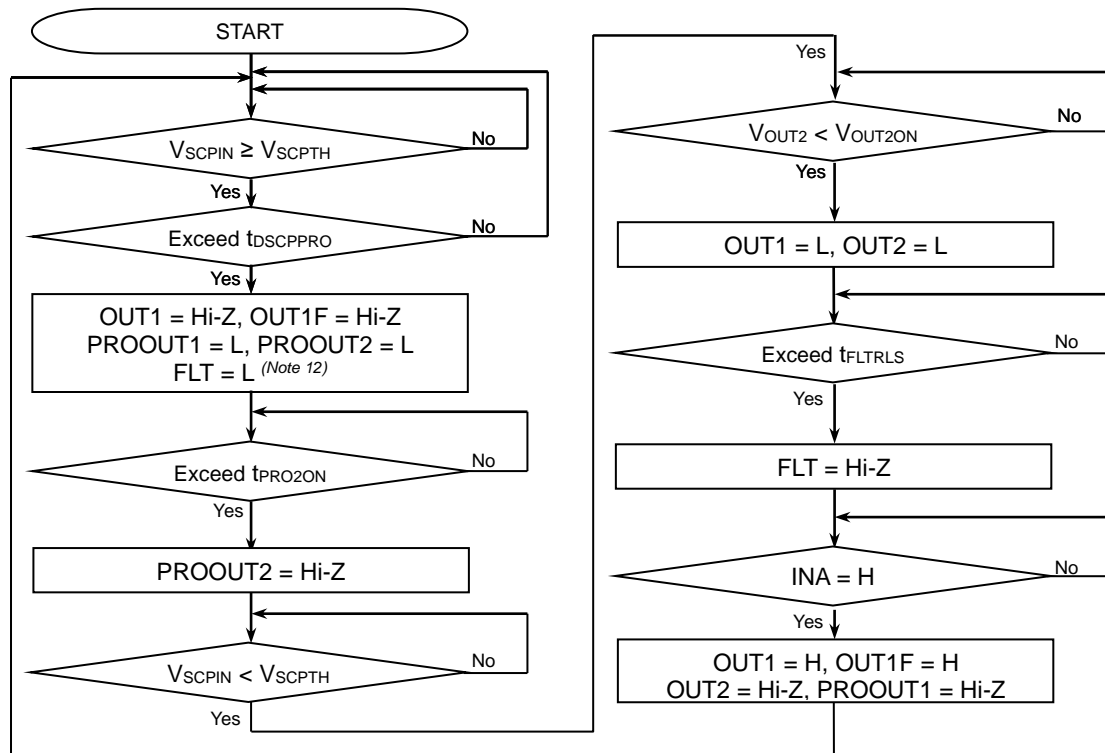 START
VSCPIN ≥ VSCPTH
No
Yes
Exceed tDSCPPRO
No
Yes
OUT1 = Hi-Z, OUT1F = Hi-Z
PROOUT1 = L, PROOUT2 = L
FLT = L (Note 12)
Exceed tPRO2ON
No
Yes
PROOUT2 = Hi-Z
VSCPIN < VSCPTH
No
Yes
Yes
VOUT2 < VOUT2ON
No
Yes
OUT1 = L, OUT2 = L
Exceed tFLTRLS
No
Yes
FLT = Hi-Z
INA = H
No
Yes
OUT1 = H, OUT1F = H
OUT2 = Hi-Z, PROOUT1 = Hi-Z